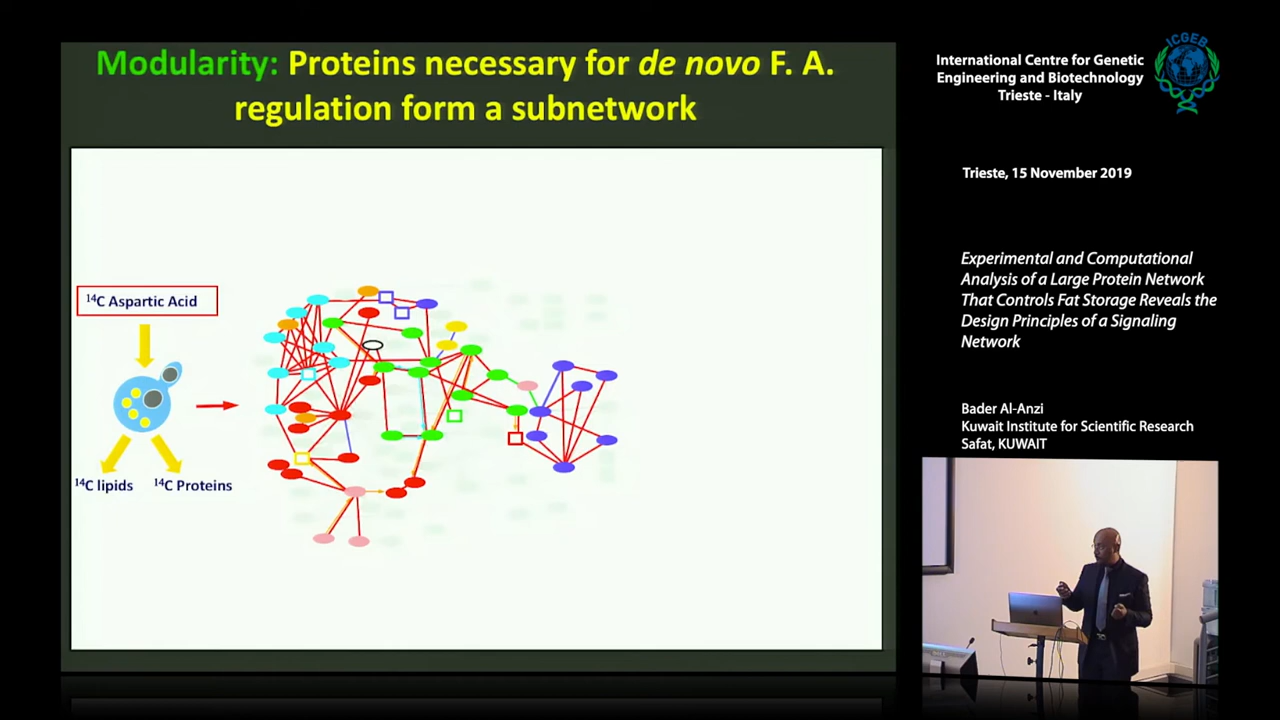 Modularity: Proteins necessary for de novo F. A.
regulation form a subnetwork
14C Aspartic Acid
14C lipids
14C Proteins
International Centre for Genetic
Engineering and Biotechnology
Trieste - Italy
ICGEB
Trieste, 15 November 2019
Experimental and Computational
Analysis of a Large Protein Network
That Controls Fat Storage Reveals the
Design Principles of a Signaling
Network
Bader Al-Anzi
Kuwait Institute for Scientific Research
Safat, KUWAIT